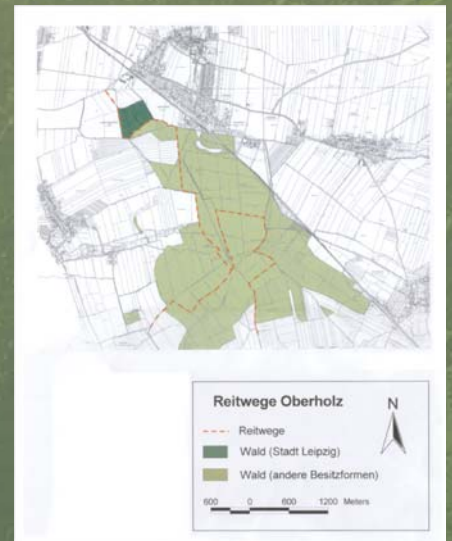 Reitwege Oberholz
N
Reitwege
Wald (Stadt Leipzig)
Wald (andere Besitzformen)
600 0 600 1200 Meters